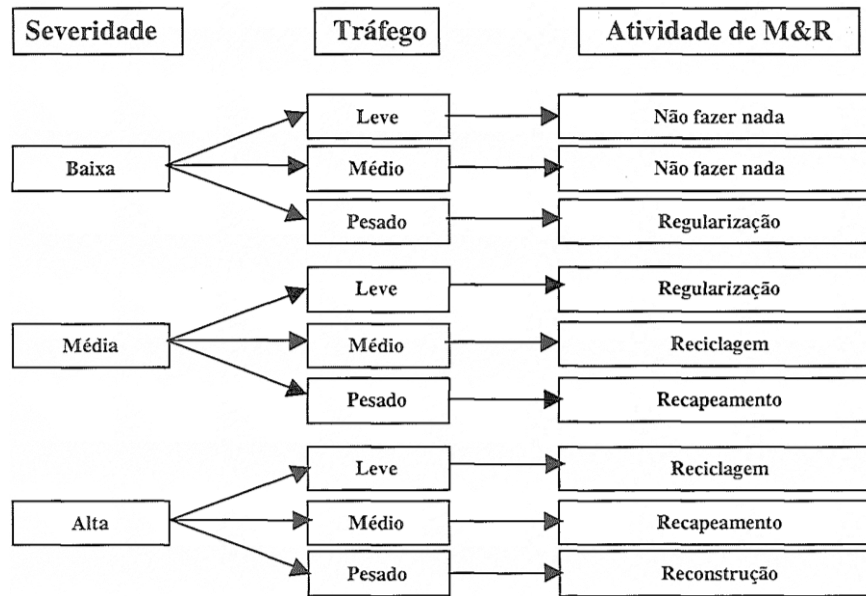 Severidade Tráfego Atividade de M&R
Leve Não fazer nada
Baixa Médio Não fazer nada
Pesado Regularização
Leve Regularização
Média Médio Reciclagem
Pesado Recapeamento
Leve Reciclagem
Alta Médio Recapeamento
Pesado Reconstrução